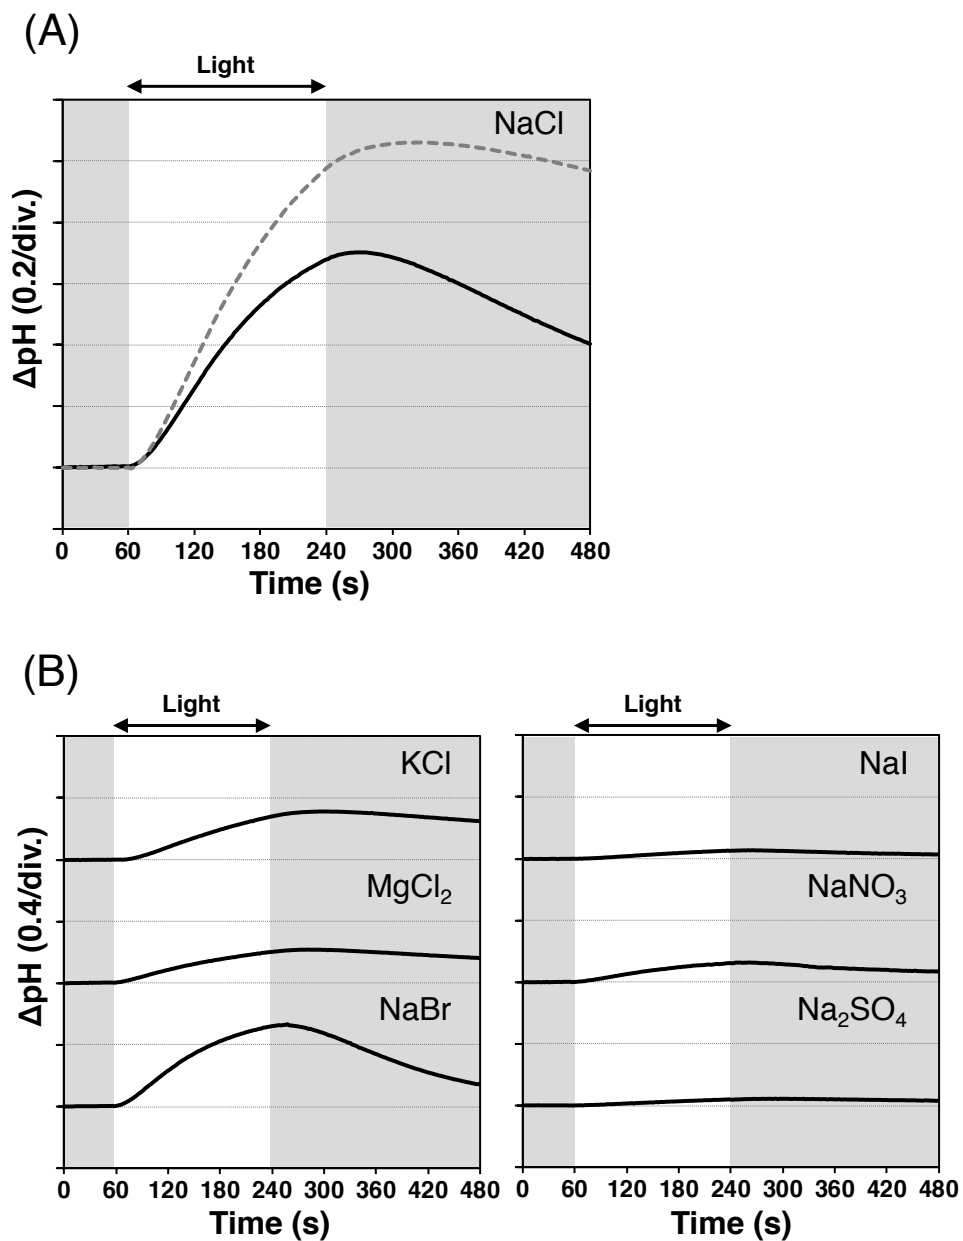 (A)
Light
NaCl
ΔpH (0.2/div.)
0 60 120 180 240 300 360 420 480
Time (s)
(B)
Light
KCl
MgCl₂
NaBr
ΔpH (0.4/div.)
0 60 120 180 240 300 360 420 480
Time (s)
Light
NaI
NaNO₃
Na₂SO₄
0 60 120 180 240 300 360 420 480
Time (s)